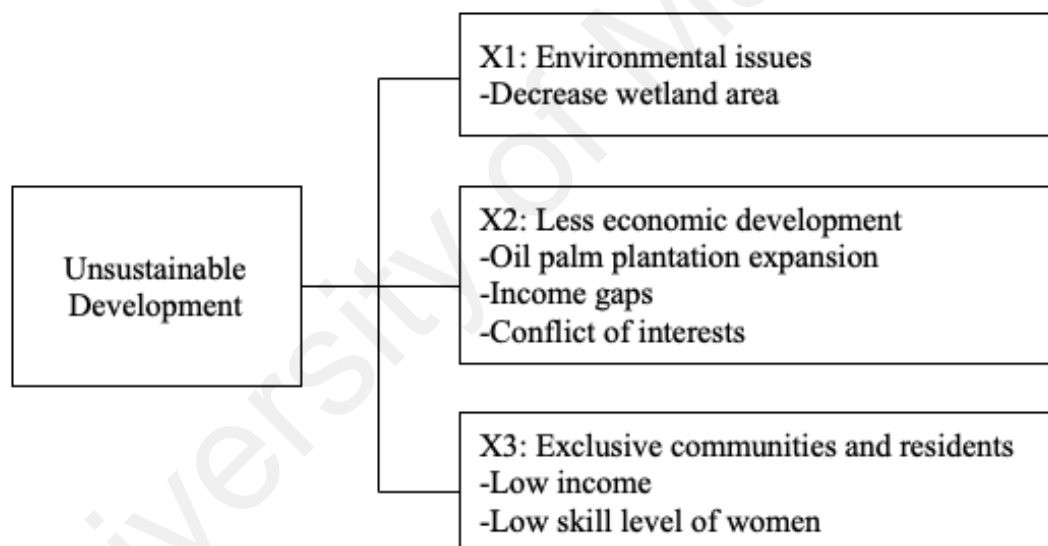 X1: Environmental issues
-Decrease wetland area
Unsustainable
Development
X2: Less economic development
-Oil palm plantation expansion
-Income gaps
-Conflict of interests
X3: Exclusive communities and residents
-Low income
-Low skill level of women